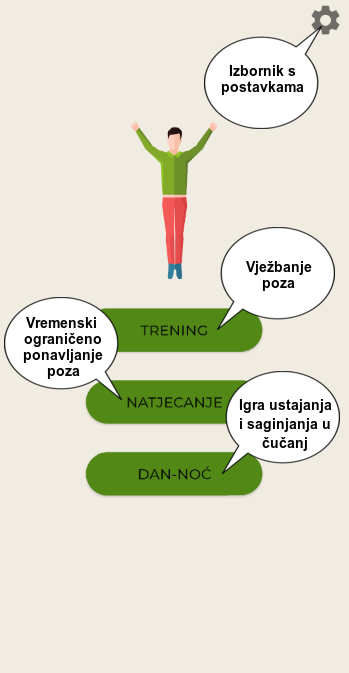 Izbornik s
postavkama
Vježbanje
poza
TRENING
Vremenski
ograničeno
ponavljanje
poza
NATJECANJE
Igra ustajanja
i saginjanja u
čučanj
DAN-NOĆ